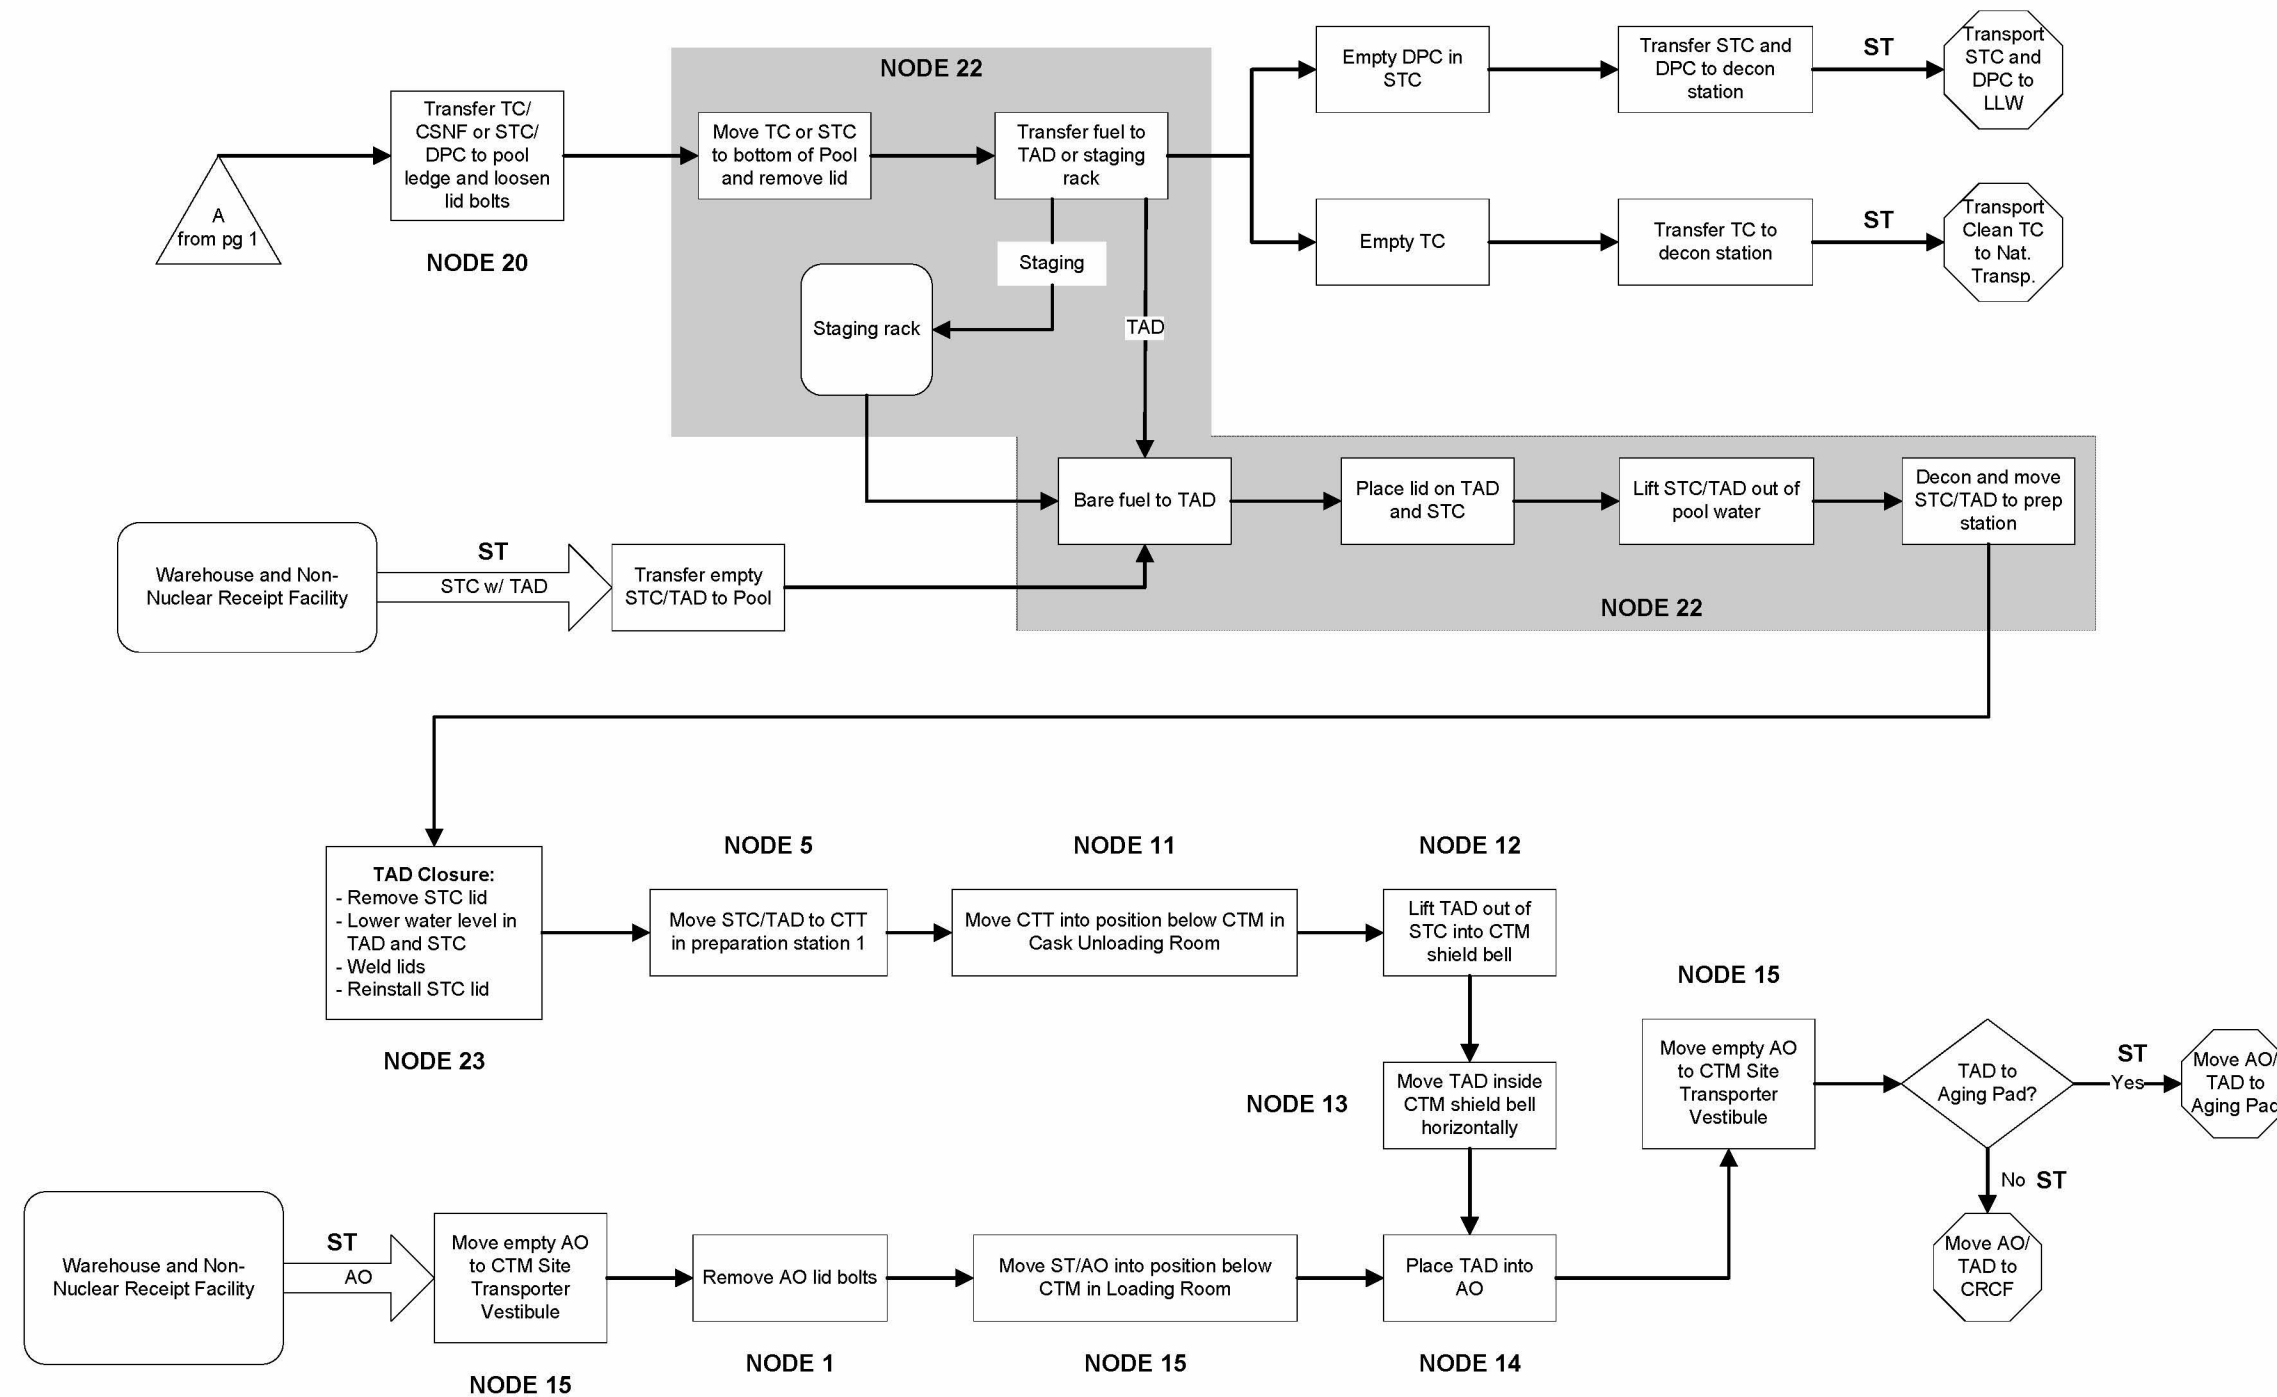 NODE 22
Empty DPC in
STC
Transfer STC and
DPC to decon
station
ST
Transport
STC and
DPC to
LLW
A
from pg 1
Transfer TC/
CSNF or STC/
DPC to pool
ledge and loosen
lid bolts
NODE 20
Move TC or STC
to bottom of Pool
and remove lid
Transfer fuel to
TAD or staging
rack
Empty TC
Transfer TC to
decon station
ST
Transport
Clean TC
to Nat.
Transp.
Staging
Staging rack
TAD
Bare fuel to TAD
Place lid on TAD
and STC
Lift STC/TAD out of
pool water
Decon and move
STC/TAD to prep
station
NODE 22
Warehouse and Non-
Nuclear Receipt Facility
ST
STC w/ TAD
Transfer empty
STC/TAD to Pool
TAD Closure:
- Remove STC lid
- Lower water level in
TAD and STC
- Weld lids
- Reinstall STC lid
NODE 23
NODE 5
Move STC/TAD to CTT
in preparation station 1
NODE 11
Move CTT into position below CTM in
Cask Unloading Room
NODE 12
Lift TAD out of
STC into CTM
shield bell
NODE 13
Move TAD inside
CTM shield bell
horizontally
NODE 15
Move empty AO
to CTM Site
Transporter
Vestibule
TAD to
Aging Pad?
ST
Yes
Move AO/
TAD to
Aging Pad
No ST
Move AO/
TAD to
CRCF
Warehouse and Non-
Nuclear Receipt Facility
ST
AO
Move empty AO
to CTM Site
Transporter
Vestibule
NODE 15
Remove AO lid bolts
NODE 1
Move ST/AO into position below
CTM in Loading Room
NODE 15
Place TAD into
AO
NODE 14